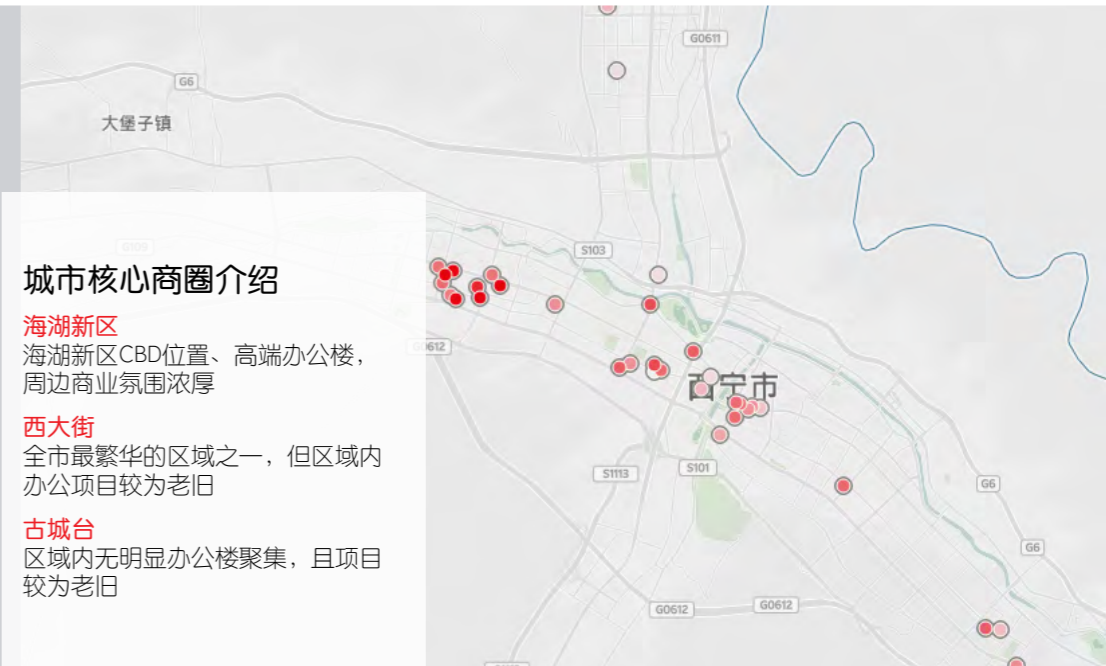 G0611
G6
大堡子镇
G109
S103
城市核心商圈介绍
海湖新区
海湖新区CBD位置、高端办公楼，
周边商业氛围浓厚
G0612
西宁市
西大街
全市最繁华的区域之一，但区域内
办公项目较为老旧
S1113
S101
G6
古城台
区域内无明显办公楼聚集，且项目
较为老旧
G6
G0612
G0612